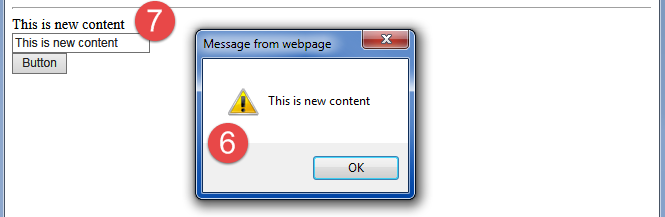 This is new content
7
This is new content
Button
Message from webpage
This is new content
6
OK